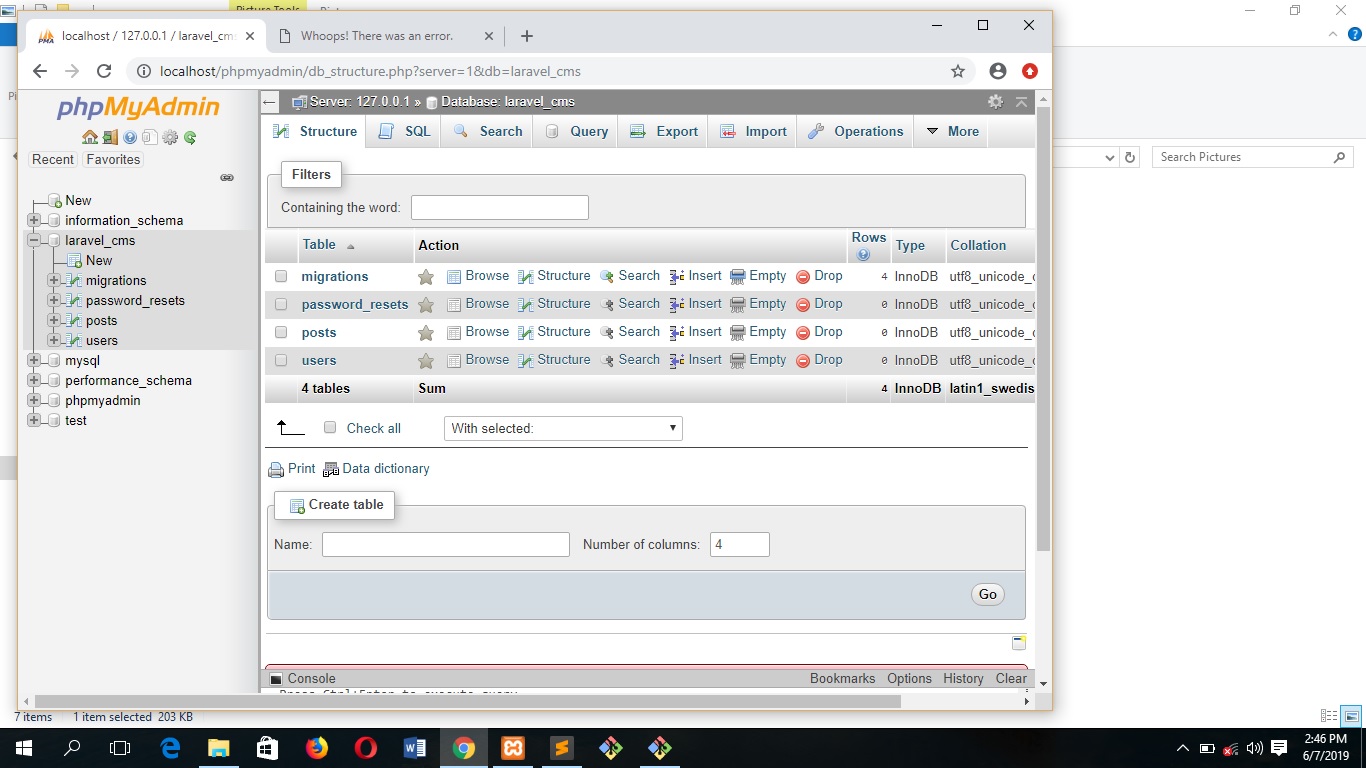 Picture Tools
localhost / 127.0.0.1 / laravel_cms
Whoops! There was an error.
localhost/phpmyadmin/db_structure.php?server=1&db=laravel_cms
phpMyAdmin
Recent Favorites
New
information_schema
laravel_cms
New
migrations
password_resets
posts
users
mysql
performance_schema
phpmyadmin
test
Server: 127.0.0.1 » Database: laravel_cms
Structure SQL Search Query Export Import Operations More
Filters
Containing the word:
Table Action Rows Type Collation
migrations Browse Structure Search Insert Empty Drop 4 InnoDB utf8_unicode_c
password_resets Browse Structure Search Insert Empty Drop 0 InnoDB utf8_unicode_c
posts Browse Structure Search Insert Empty Drop 0 InnoDB utf8_unicode_c
users Browse Structure Search Insert Empty Drop 0 InnoDB utf8_unicode_c
4 tables Sum 4 InnoDB latin1_swedis
Check all With selected:
Print Data dictionary
Create table
Name: Number of columns: 4
Go
Console Bookmarks Options History Clear
Press Ctrl+Enter to execute query
Search Pictures
7 items 1 item selected 203 KB
2:46 PM
6/7/2019